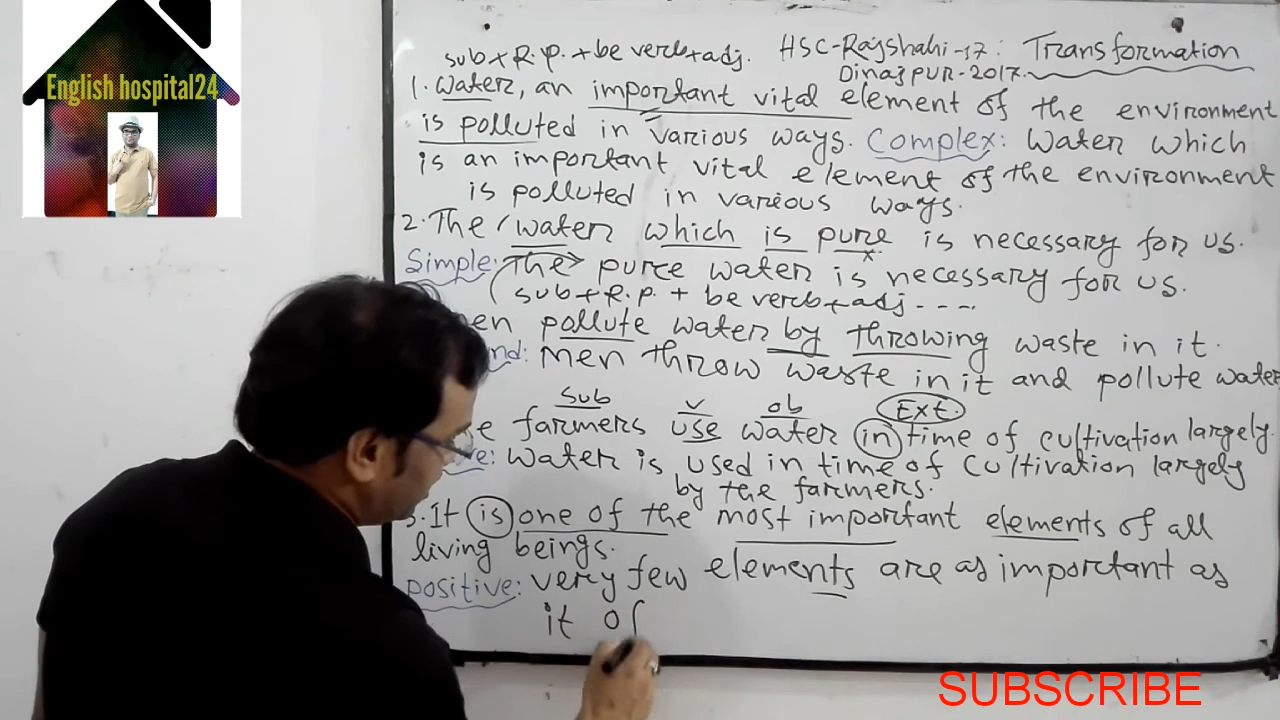 English hospital24
sub + R.P. + be verb + adj. HSC-Rajshahi-17: Transformation
Dinajpur-2017.
1. Water, an important vital element of the environment
is polluted in various ways. Complex: Water which
is an important vital element of the environment
is polluted in various ways.
2. The water which is pure is necessary for us.
Simple: The pure water is necessary for us.
sub + R.P. + be verb + adj ----
en pollute water by throwing waste in it.
nd: Men throw waste in it and pollute water
sub v ob Ext.
e farmers use water in time of cultivation largely.
e: Water is used in time of cultivation largely
by the farmers.
5. It is one of the most important elements of all
living beings.
Positive: Very few elements are as important as
it of
SUBSCRIBE